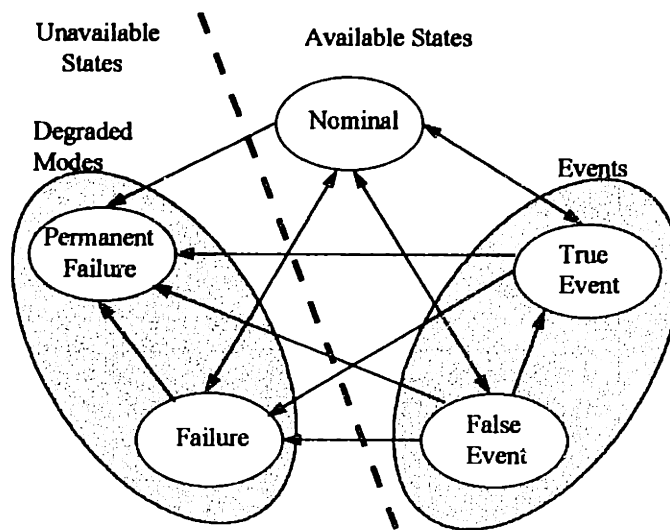 Unavailable
States
Available States
Nominal
Degraded
Modes
Events
Permanent
Failure
True
Event
Failure
False
Event